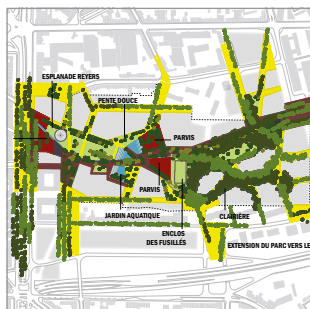 ESPLANADE REYERS
PENTE DOUCE
PARVIS
PARVIS
JARDIN AQUATIQUE
CLAIRIÈRE
ENCLOS
DES FUSILLÉS
EXTENSION DU PARC VERS LE